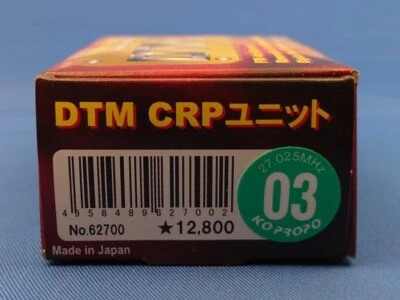 DTM CRPユニット
27.025MHz
03
KO PROPO
4958489627002
No.62700
★12,800
Made in Japan